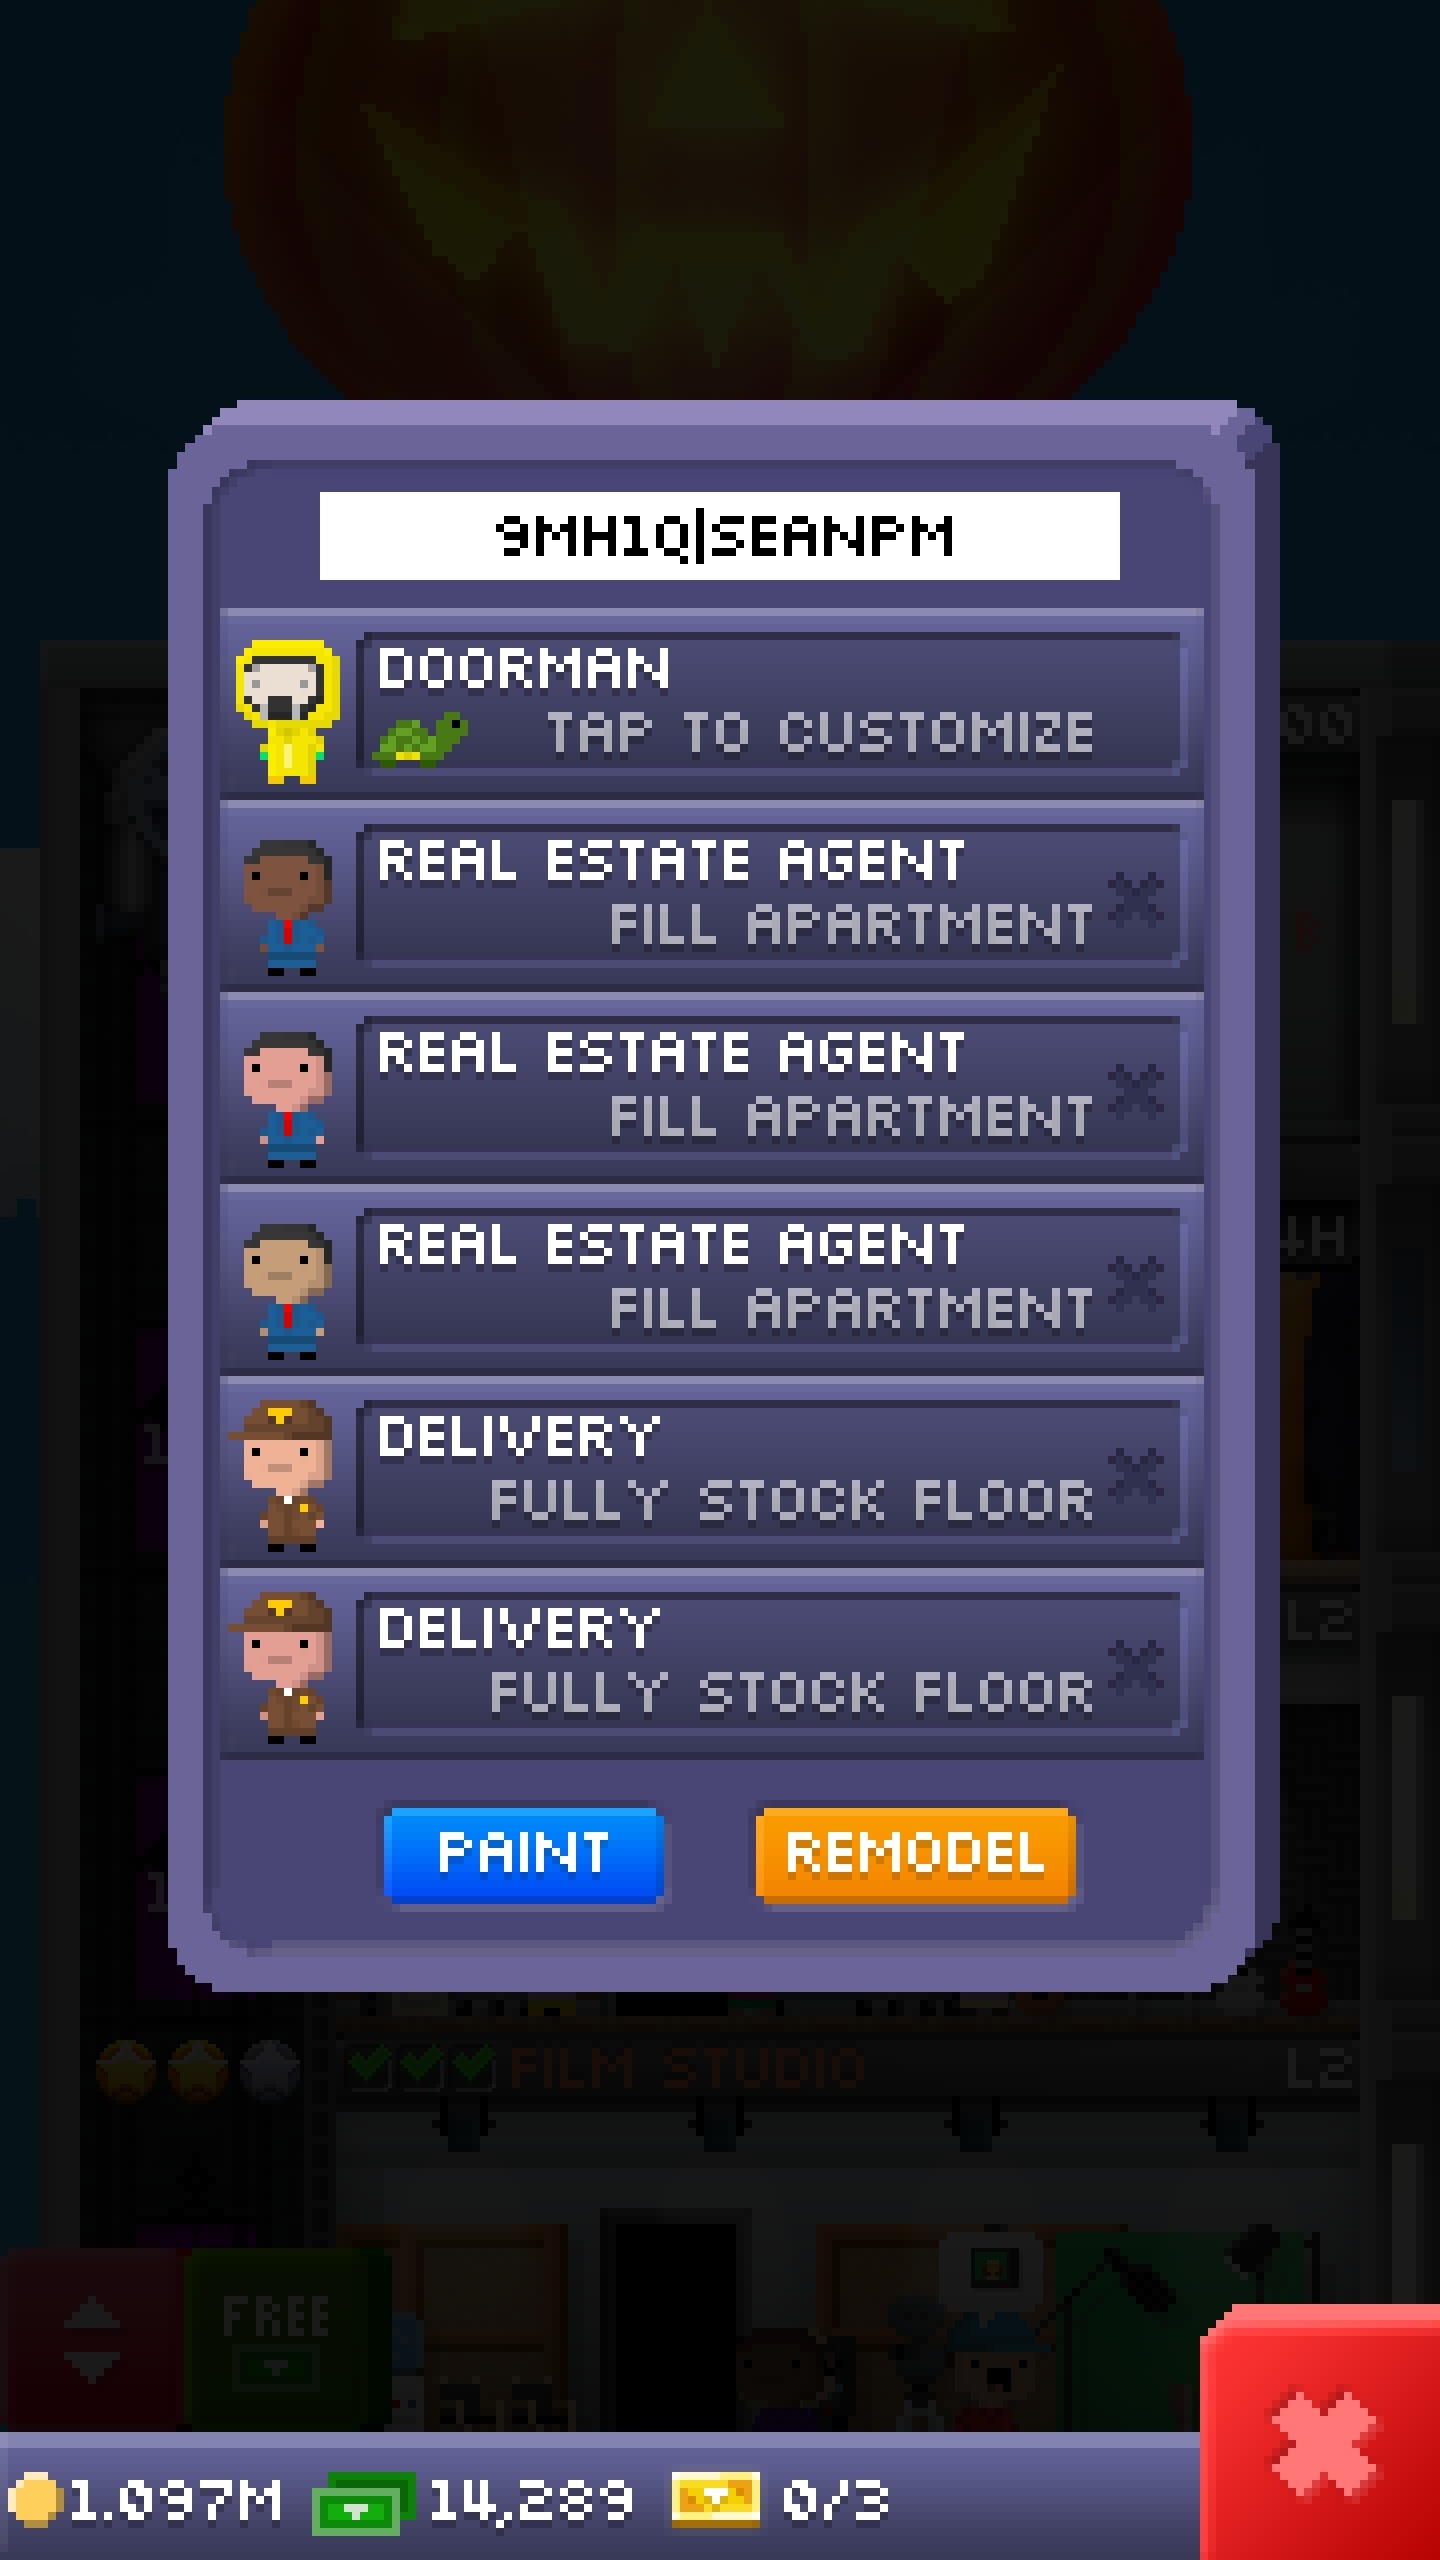 9MH1Q|SEANPM
DOORMAN
TAP TO CUSTOMIZE
REAL ESTATE AGENT
FILL APARTMENT
REAL ESTATE AGENT
FILL APARTMENT
REAL ESTATE AGENT
FILL APARTMENT
DELIVERY
FULLY STOCK FLOOR
DELIVERY
FULLY STOCK FLOOR
PAINT REMODEL
L2
FILM STUDIO L2
FREE
1.097M 14,289 0/3